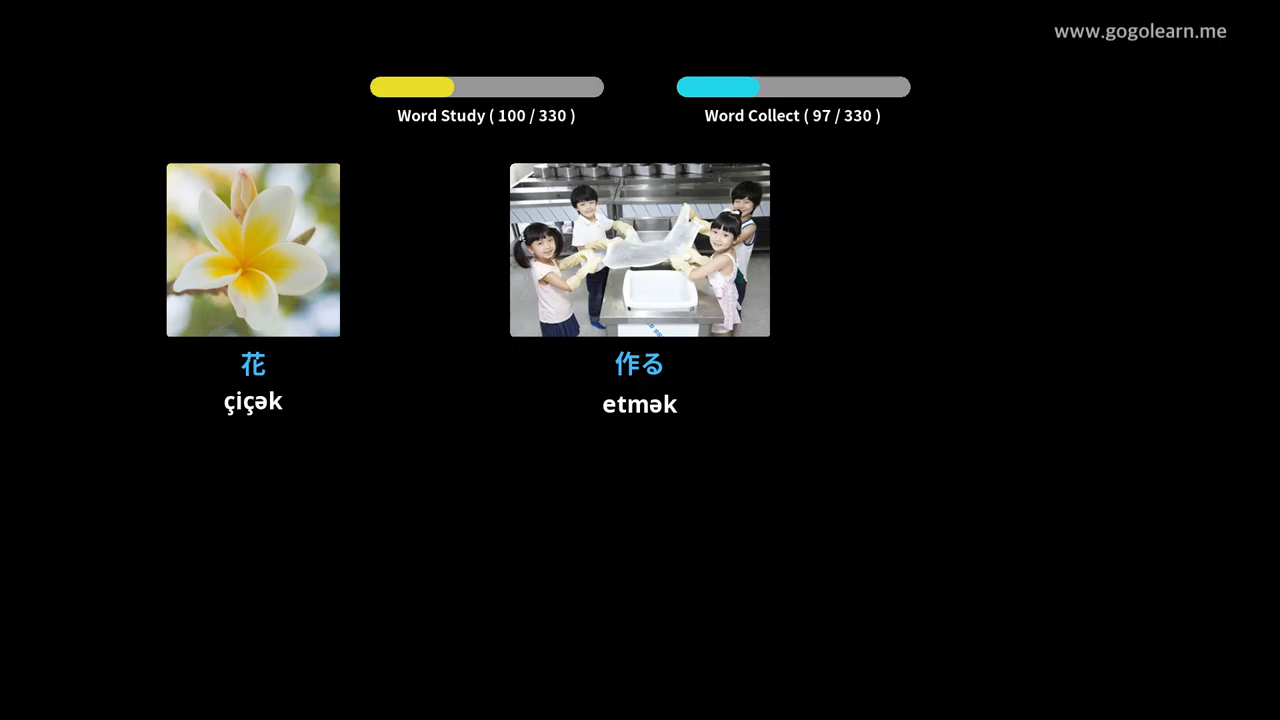 www.gogolearn.me
Word Study ( 100 / 330 )
Word Collect ( 97 / 330 )
花
çiçək
作る
etmək